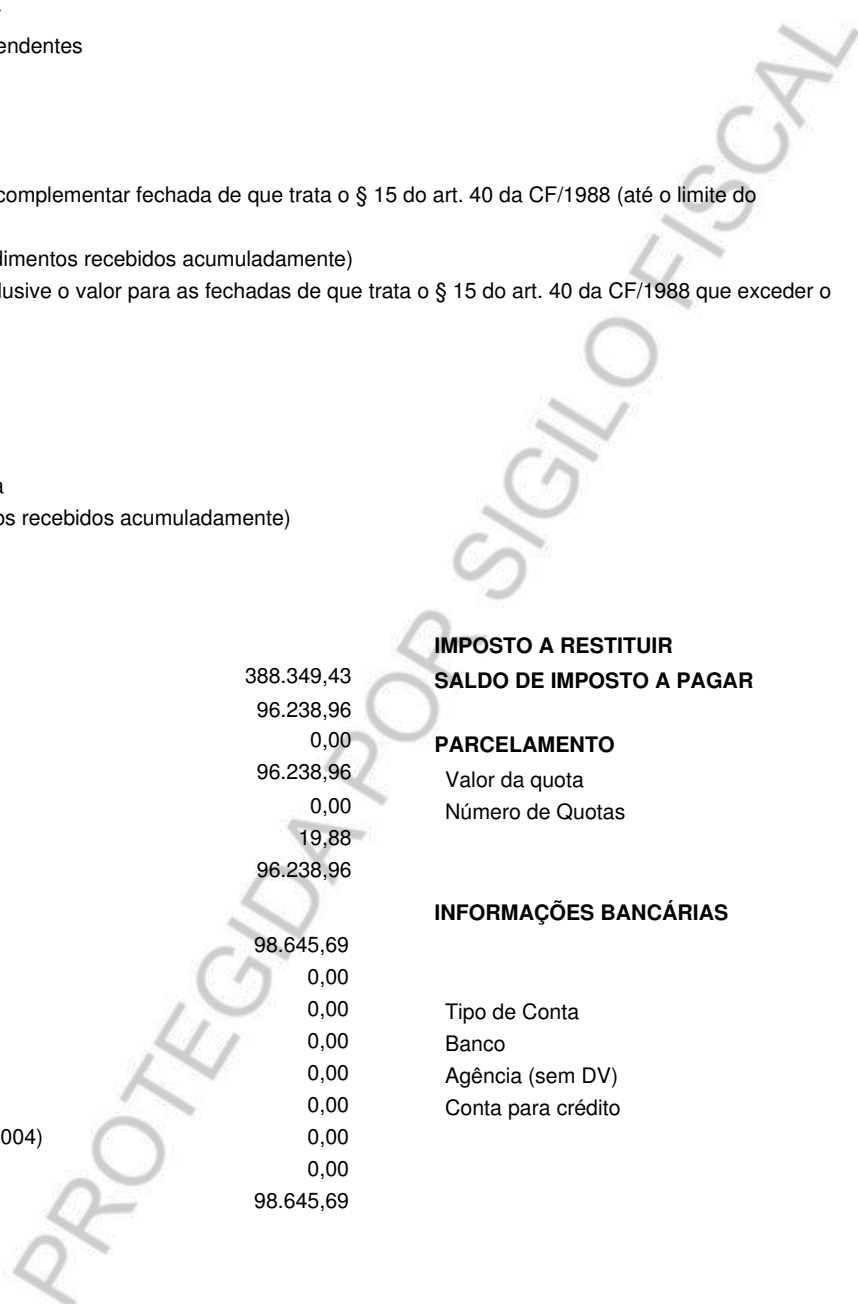 endentes
complementar fechada de que trata o § 15 do art. 40 da CF/1988 (até o limite do
dimentos recebidos acumuladamente)
lusive o valor para as fechadas de que trata o § 15 do art. 40 da CF/1988 que exceder o
a
os recebidos acumuladamente)
IMPOSTO A RESTITUIR
388.349,43 SALDO DE IMPOSTO A PAGAR
96.238,96
0,00 PARCELAMENTO
96.238,96 Valor da quota
0,00 Número de Quotas
19,88
96.238,96
INFORMAÇÕES BANCÁRIAS
98.645,69
0,00
0,00 Tipo de Conta
0,00 Banco
0,00 Agência (sem DV)
0,00 Conta para crédito
004) 0,00
0,00
98.645,69
PROTEGIDA POR SIGILO FISCAL